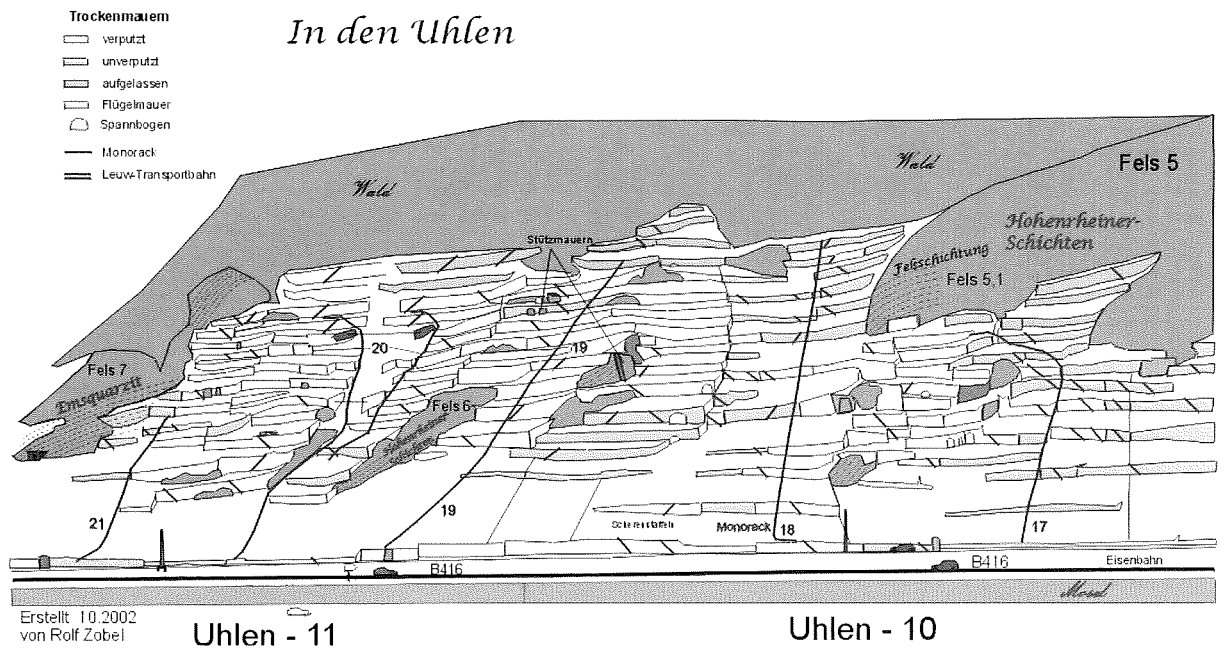 In den Uhlen
Trockenmauern
verputzt
unverputzt
aufgelassen
Flügelmauer
Spannbogen
Monorack
Leuw-Transportbahn
Wald
Wald
Fels 5
Hohenrheiner-
Schichten
Felsschichtung
Fels 5,1
Stützmauern
20
19
Fels 7
Emsquarzit
Fels 6
Hohenrheiner
Schichten
21
19
Monorack
18
17
B416
B416
Eisenbahn
Mosel
Erstellt 10.2002
von Rolf Zobel
Uhlen - 11
Uhlen - 10